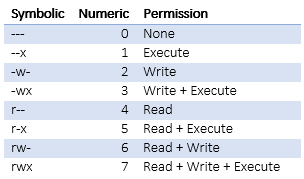 Symbolic Numeric Permission
--- 0 None
--x 1 Execute
-w- 2 Write
-wx 3 Write + Execute
r-- 4 Read
r-x 5 Read + Execute
rw- 6 Read + Write
rwx 7 Read + Write + Execute